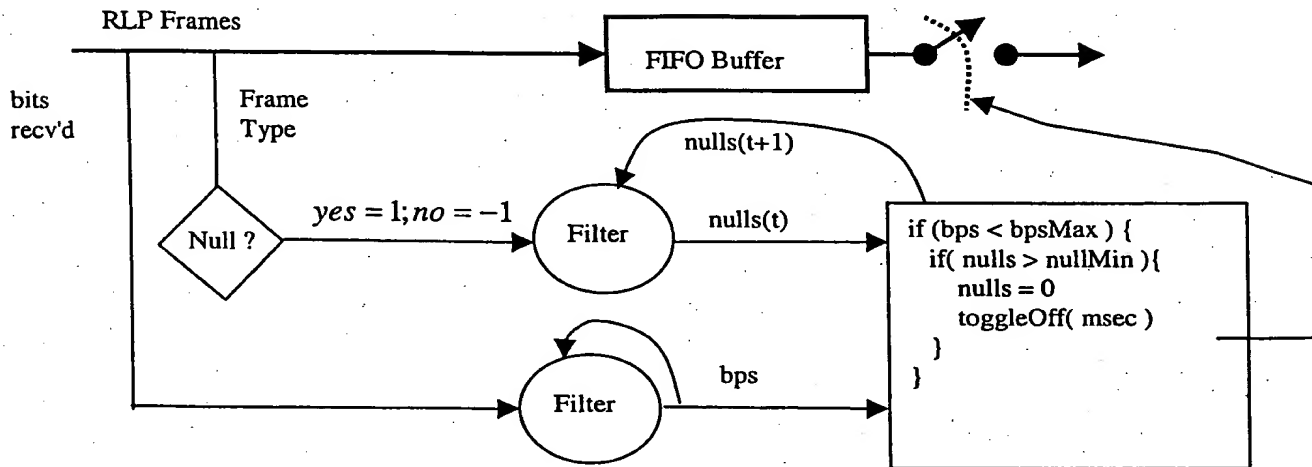 RLP Frames
FIFO Buffer
bits
recv'd
Frame
Type
nulls(t+1)
yes = 1; no = −1
nulls(t)
Null ?
Filter
if (bps < bpsMax ) {
if( nulls > nullMin ){
nulls = 0
toggleOff( msec )
}
}
bps
Filter